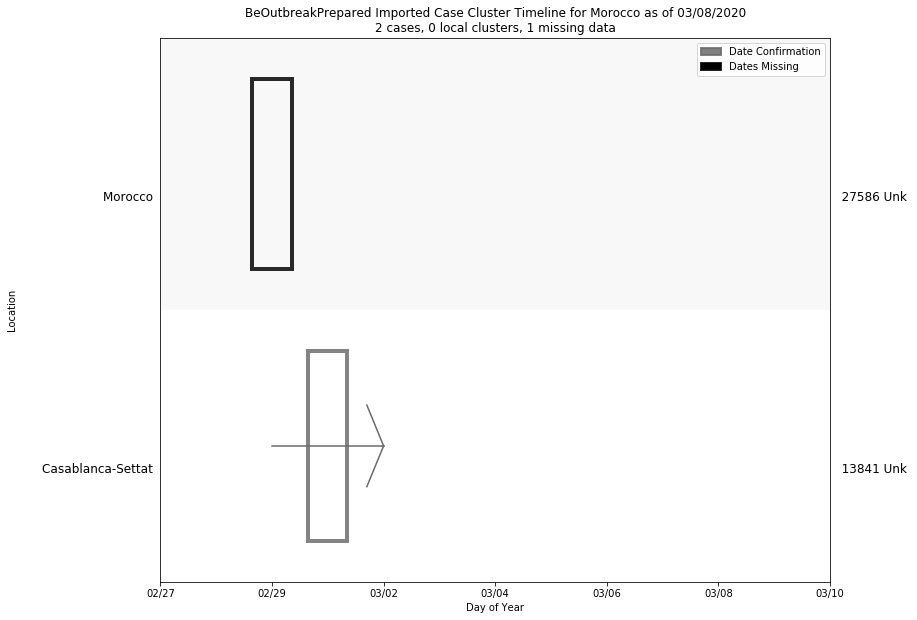 BeOutbreakPrepared Imported Case Cluster Timeline for Morocco as of 03/08/2020
2 cases, 0 local clusters, 1 missing data
Date Confirmation
Dates Missing
Morocco
27586 Unk
Location
Casablanca-Settat
13841 Unk
02/27 02/29 03/02 03/04 03/06 03/08 03/10
Day of Year